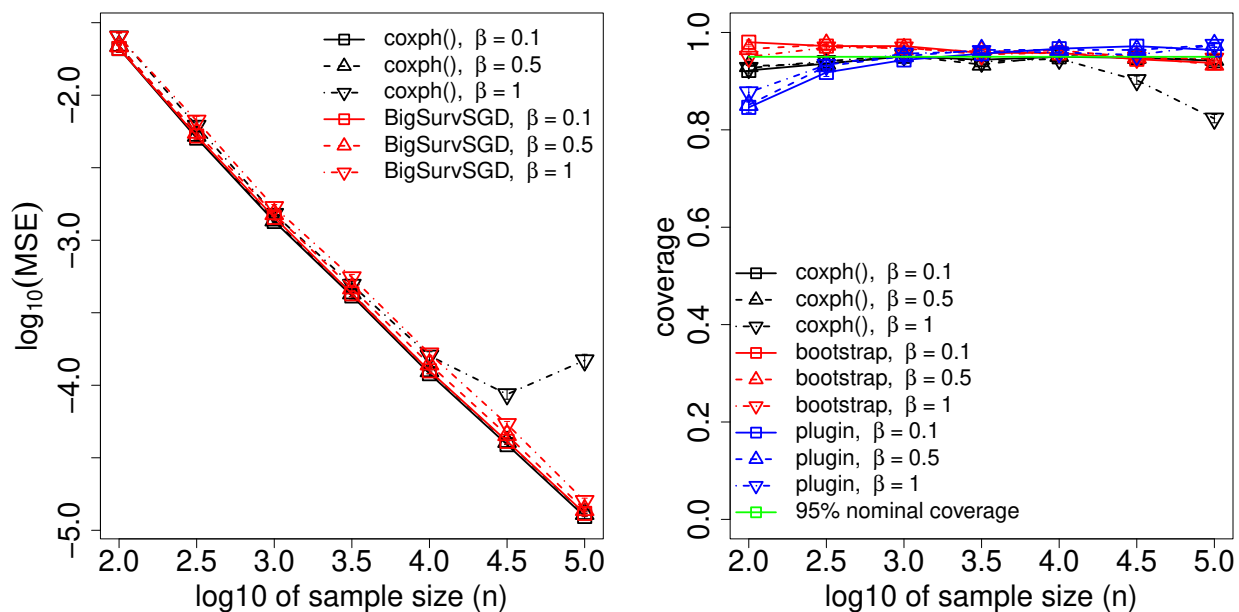 log10(MSE)
−2.0
−3.0
−4.0
−5.0
coxph(), β = 0.1
coxph(), β = 0.5
coxph(), β = 1
BigSurvSGD, β = 0.1
BigSurvSGD, β = 0.5
BigSurvSGD, β = 1
2.0 2.5 3.0 3.5 4.0 4.5 5.0
log10 of sample size (n)
coverage
1.0
0.8
0.6
0.4
0.2
0.0
coxph(), β = 0.1
coxph(), β = 0.5
coxph(), β = 1
bootstrap, β = 0.1
bootstrap, β = 0.5
bootstrap, β = 1
plugin, β = 0.1
plugin, β = 0.5
plugin, β = 1
95% nominal coverage
2.0 2.5 3.0 3.5 4.0 4.5 5.0
log10 of sample size (n)